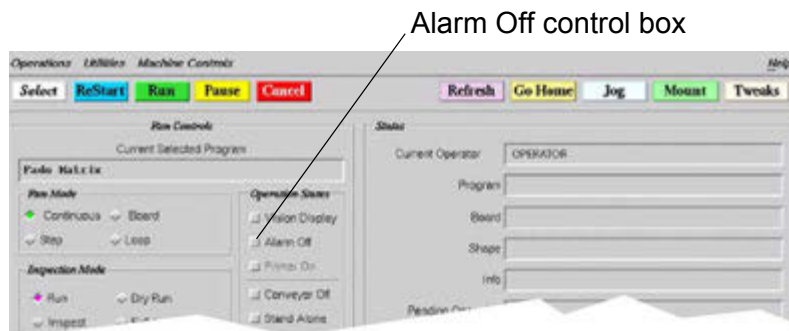 Alarm Off control box
Operations Utilities Machine Controls Help
Select ReStart Run Pause Cancel Refresh Go Home Jog Mount Tweaks
Run Controls
Current Selected Program
Pads Matrix
Run Mode
Continuous Board
Step Loop
Inspection Mode
Run Dry Run
Inspect
Operation States
Vision Display
Alarm Off
Printer On
Conveyor Off
Stand Alone
Status
Current Operator OPERATOR
Program
Board
Shape
Info
Pending